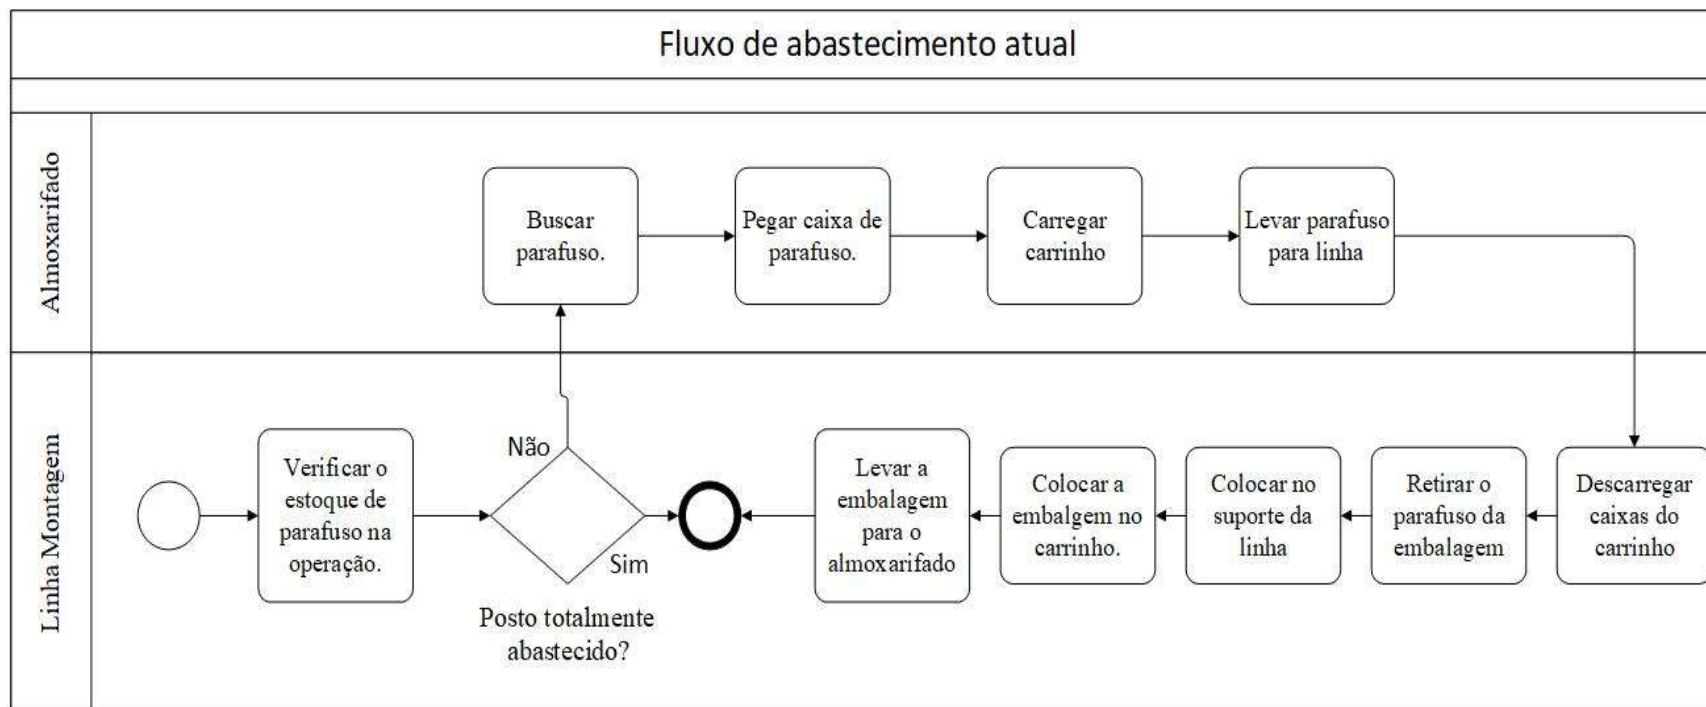 Fluxo de abastecimento atual
Almoxarifado
Buscar
parafuso.
Pegar caixa de
parafuso.
Carregar
carrinho
Levar parafuso
para linha
Linha Montagem
Verificar o
estoque de
parafuso na
operação.
Não
Sim
Posto totalmente
abastecido?
Levar a
embalagem
para o
almoxarifado
Colocar a
embalgem no
carrinho.
Colocar no
suporte da
linha
Retirar o
parafuso da
embalagem
Descarregar
caixas do
carrinho